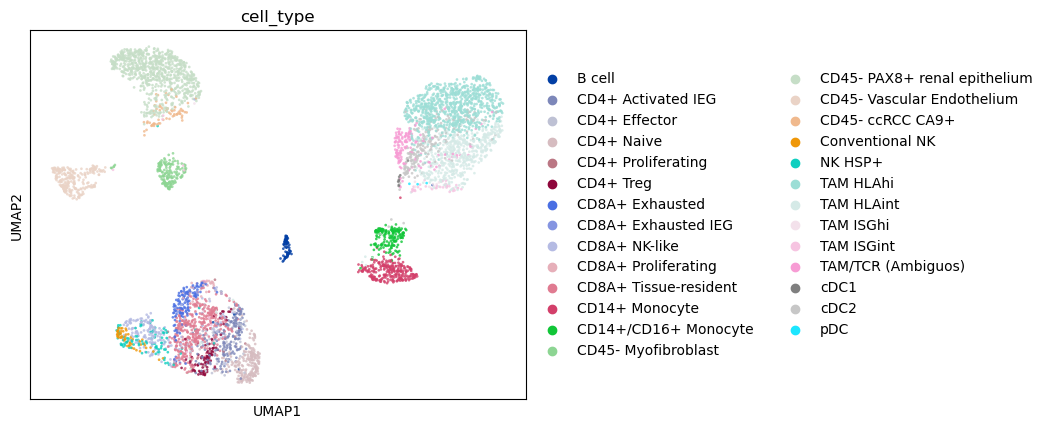 cell_type
UMAP2
UMAP1
B cell
CD4+ Activated IEG
CD4+ Effector
CD4+ Naive
CD4+ Proliferating
CD4+ Treg
CD8A+ Exhausted
CD8A+ Exhausted IEG
CD8A+ NK-like
CD8A+ Proliferating
CD8A+ Tissue-resident
CD14+ Monocyte
CD14+/CD16+ Monocyte
CD45- Myofibroblast
CD45- PAX8+ renal epithelium
CD45- Vascular Endothelium
CD45- ccRCC CA9+
Conventional NK
NK HSP+
TAM HLAhi
TAM HLAint
TAM ISGhi
TAM ISGint
TAM/TCR (Ambiguos)
cDC1
cDC2
pDC